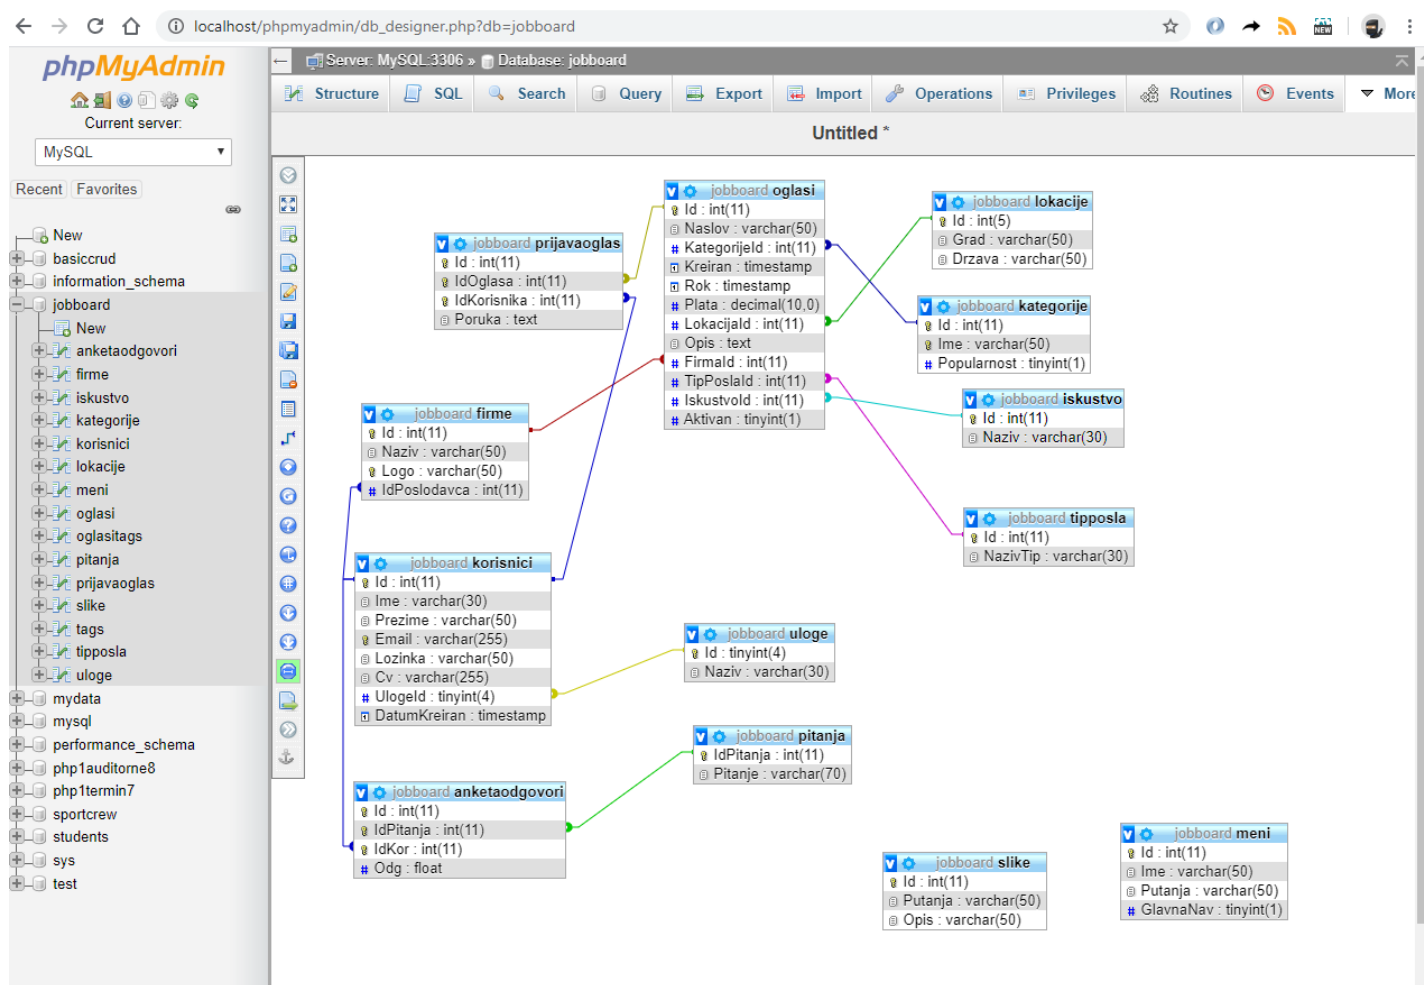 localhost/phpmyadmin/db_designer.php?db=jobboard
NEW
phpMyAdmin
Current server:
MySQL
Recent Favorites
New
basiccrud
information_schema
jobboard
New
anketaodgovori
firme
iskustvo
kategorije
korisnici
lokacije
meni
oglasi
oglasitags
pitanja
prijavaoglas
slike
tags
tipposla
uloge
mydata
mysql
performance_schema
php1auditorne8
php1termin7
sportcrew
students
sys
test
Server: MySQL:3306 » Database: jobboard
Structure SQL Search Query Export Import Operations Privileges Routines Events More
Untitled *
jobboard prijavaoglas
Id : int(11)
IdOglasa : int(11)
IdKorisnika : int(11)
Poruka : text
jobboard oglasi
Id : int(11)
Naslov : varchar(50)
# KategorijeId : int(11)
Kreiran : timestamp
Rok : timestamp
# Plata : decimal(10,0)
# LokacijaId : int(11)
Opis : text
# FirmaId : int(11)
# TipPoslaId : int(11)
# IskustvoId : int(11)
# Aktivan : tinyint(1)
jobboard lokacije
Id : int(5)
Grad : varchar(50)
Drzava : varchar(50)
jobboard kategorije
Id : int(11)
Ime : varchar(50)
# Popularnost : tinyint(1)
jobboard iskustvo
Id : int(11)
Naziv : varchar(30)
jobboard firme
Id : int(11)
Naziv : varchar(50)
Logo : varchar(50)
# IdPoslodavca : int(11)
jobboard tipposla
Id : int(11)
NazivTip : varchar(30)
jobboard korisnici
Id : int(11)
Ime : varchar(30)
Prezime : varchar(50)
Email : varchar(255)
Lozinka : varchar(50)
Cv : varchar(255)
# UlogeId : tinyint(4)
DatumKreiran : timestamp
jobboard uloge
Id : tinyint(4)
Naziv : varchar(30)
jobboard pitanja
IdPitanja : int(11)
Pitanje : varchar(70)
jobboard anketaodgovori
Id : int(11)
IdPitanja : int(11)
IdKor : int(11)
# Odg : float
jobboard slike
Id : int(11)
Putanja : varchar(50)
Opis : varchar(50)
jobboard meni
Id : int(11)
Ime : varchar(50)
Putanja : varchar(50)
# GlavnaNav : tinyint(1)